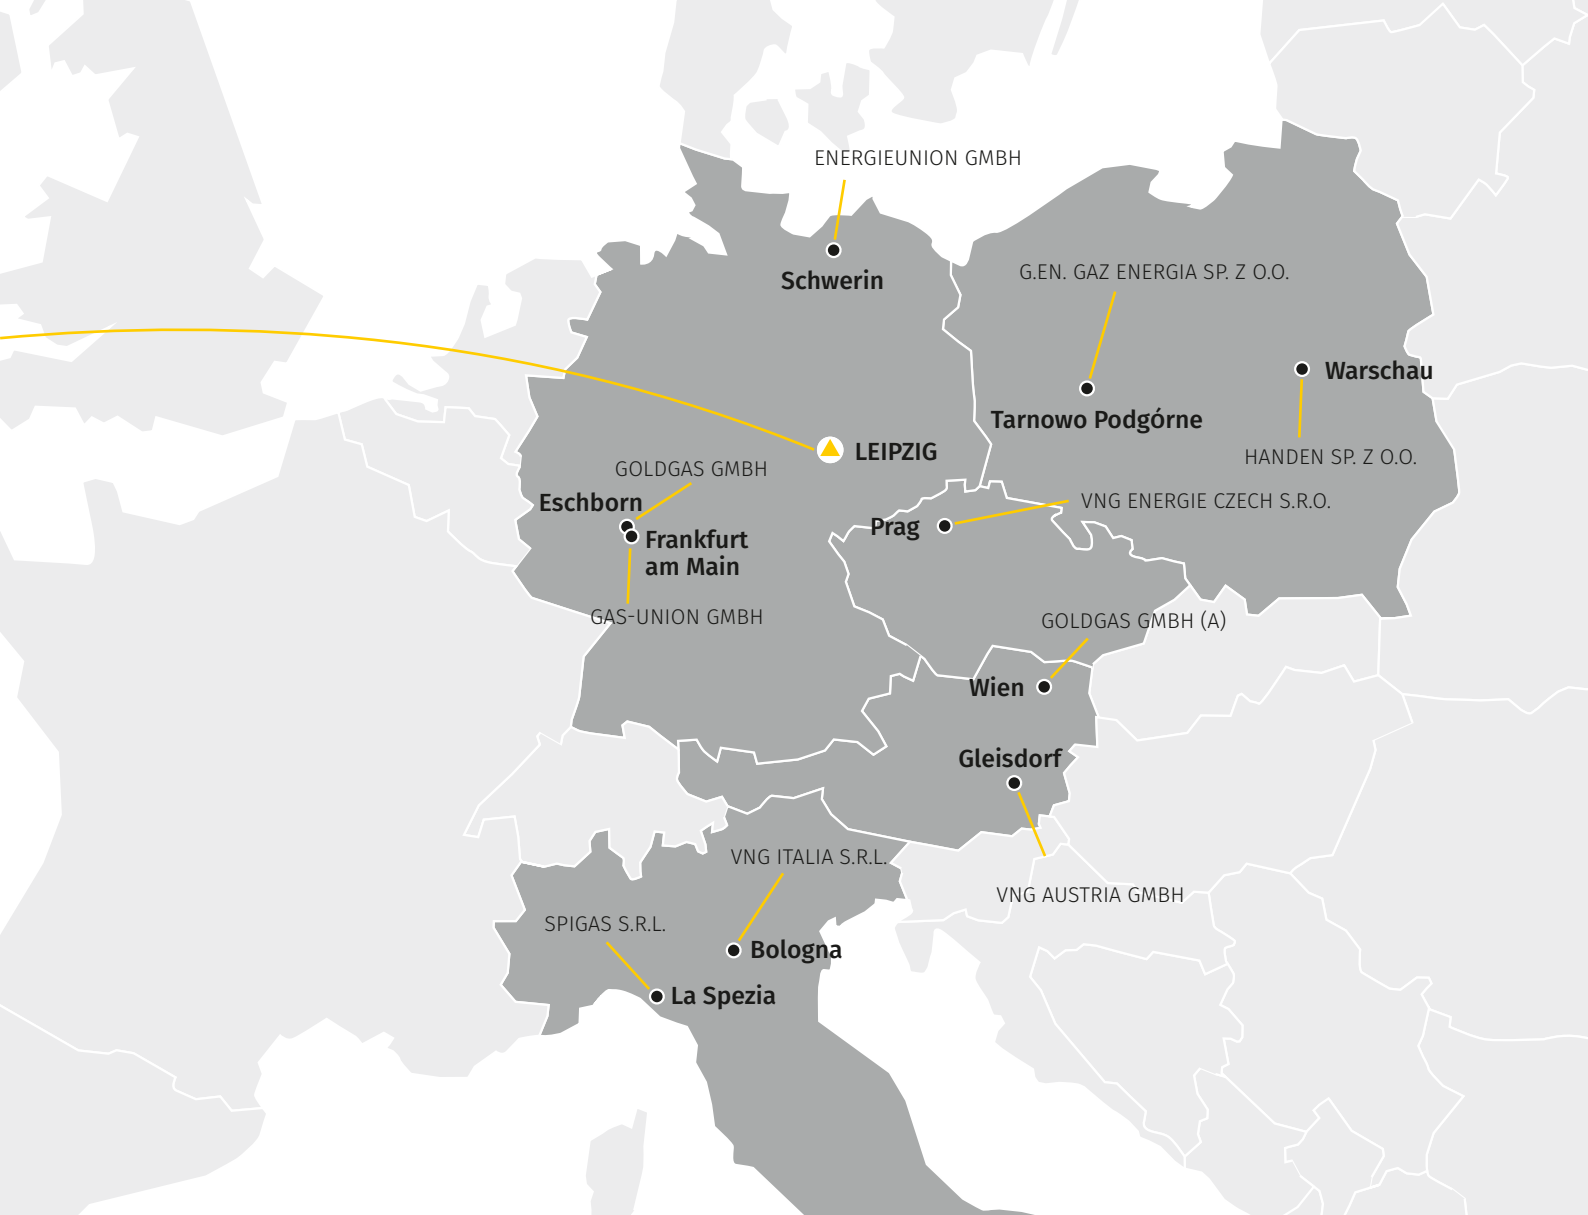 ENERGIEUNION GMBH
Schwerin
G.EN. GAZ ENERGIA SP. Z O.O.
Tarnowo Podgórne
Warschau
HANDEN SP. Z O.O.
LEIPZIG
GOLDGAS GMBH
Eschborn
Frankfurt
am Main
GAS-UNION GMBH
VNG ENERGIE CZECH S.R.O.
Prag
GOLDGAS GMBH (A)
Wien
Gleisdorf
VNG AUSTRIA GMBH
VNG ITALIA S.R.L.
SPIGAS S.R.L.
Bologna
La Spezia